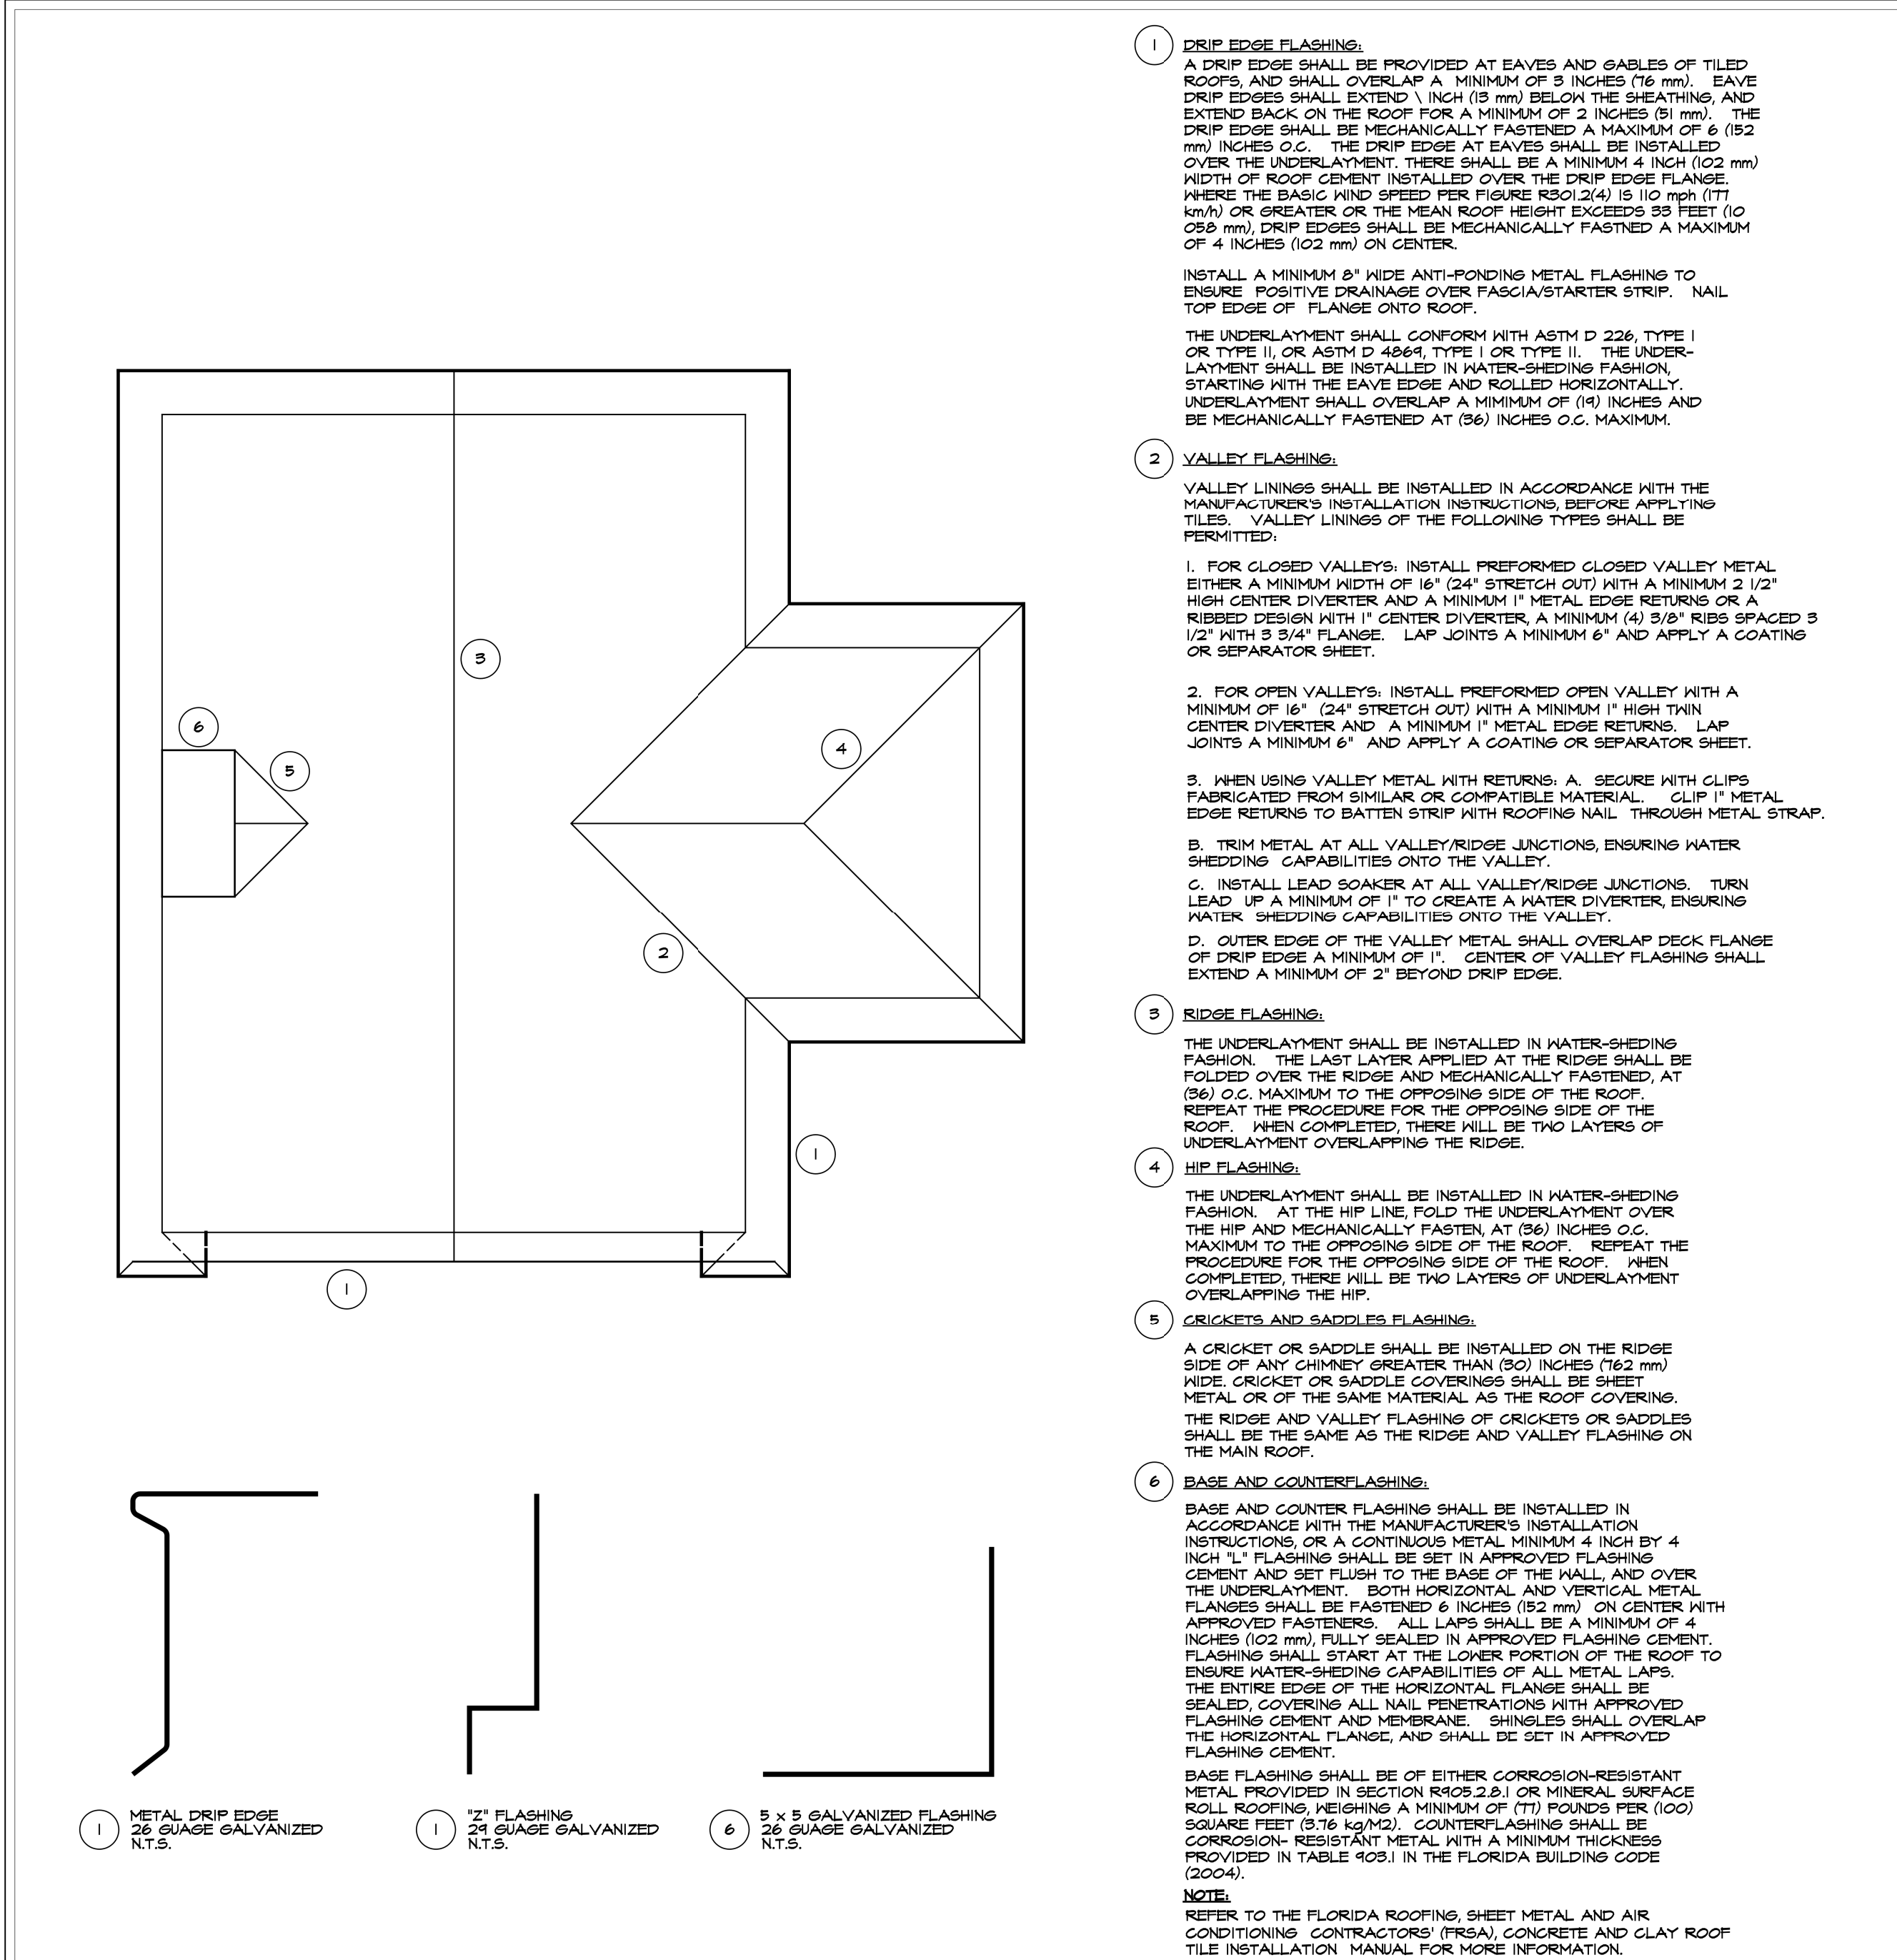 1 DRIP EDGE FLASHING:
A DRIP EDGE SHALL BE PROVIDED AT EAVES AND GABLES OF TILED
ROOFS, AND SHALL OVERLAP A MINIMUM OF 3 INCHES (76 mm). EAVE
DRIP EDGES SHALL EXTEND \ INCH (13 mm) BELOW THE SHEATHING, AND
EXTEND BACK ON THE ROOF FOR A MINIMUM OF 2 INCHES (51 mm). THE
DRIP EDGE SHALL BE MECHANICALLY FASTENED A MAXIMUM OF 6 (152
mm) INCHES O.C. THE DRIP EDGE AT EAVES SHALL BE INSTALLED
OVER THE UNDERLAYMENT. THERE SHALL BE A MINIMUM 4 INCH (102 mm)
WIDTH OF ROOF CEMENT INSTALLED OVER THE DRIP EDGE FLANGE.
WHERE THE BASIC WIND SPEED PER FIGURE R301.2(4) IS 110 mph (177
km/h) OR GREATER OR THE MEAN ROOF HEIGHT EXCEEDS 33 FEET (10
058 mm), DRIP EDGES SHALL BE MECHANICALLY FASTNED A MAXIMUM
OF 4 INCHES (102 mm) ON CENTER.
INSTALL A MINIMUM 8" WIDE ANTI-PONDING METAL FLASHING TO
ENSURE POSITIVE DRAINAGE OVER FASCIA/STARTER STRIP. NAIL
TOP EDGE OF FLANGE ONTO ROOF.
THE UNDERLAYMENT SHALL CONFORM WITH ASTM D 226, TYPE I
OR TYPE II, OR ASTM D 4869, TYPE I OR TYPE II. THE UNDER-
LAYMENT SHALL BE INSTALLED IN WATER-SHEDING FASHION,
STARTING WITH THE EAVE EDGE AND ROLLED HORIZONTALLY.
UNDERLAYMENT SHALL OVERLAP A MIMIMUM OF (19) INCHES AND
BE MECHANICALLY FASTENED AT (36) INCHES O.C. MAXIMUM.
2 VALLEY FLASHING:
VALLEY LININGS SHALL BE INSTALLED IN ACCORDANCE WITH THE
MANUFACTURER'S INSTALLATION INSTRUCTIONS, BEFORE APPLYING
TILES. VALLEY LININGS OF THE FOLLOWING TYPES SHALL BE
PERMITTED:
1. FOR CLOSED VALLEYS: INSTALL PREFORMED CLOSED VALLEY METAL
EITHER A MINIMUM WIDTH OF 16" (24" STRETCH OUT) WITH A MINIMUM 2 1/2"
HIGH CENTER DIVERTER AND A MINIMUM 1" METAL EDGE RETURNS OR A
RIBBED DESIGN WITH 1" CENTER DIVERTER, A MINIMUM (4) 3/8" RIBS SPACED 3
1/2" WITH 3 3/4" FLANGE. LAP JOINTS A MINIMUM 6" AND APPLY A COATING
OR SEPARATOR SHEET.
2. FOR OPEN VALLEYS: INSTALL PREFORMED OPEN VALLEY WITH A
MINIMUM OF 16" (24" STRETCH OUT) WITH A MINIMUM 1" HIGH TWIN
CENTER DIVERTER AND A MINIMUM 1" METAL EDGE RETURNS. LAP
JOINTS A MINIMUM 6" AND APPLY A COATING OR SEPARATOR SHEET.
3. WHEN USING VALLEY METAL WITH RETURNS: A. SECURE WITH CLIPS
FABRICATED FROM SIMILAR OR COMPATIBLE MATERIAL. CLIP 1" METAL
EDGE RETURNS TO BATTEN STRIP WITH ROOFING NAIL THROUGH METAL STRAP.
B. TRIM METAL AT ALL VALLEY/RIDGE JUNCTIONS, ENSURING WATER
SHEDDING CAPABILITIES ONTO THE VALLEY.
C. INSTALL LEAD SOAKER AT ALL VALLEY/RIDGE JUNCTIONS. TURN
LEAD UP A MINIMUM OF 1" TO CREATE A WATER DIVERTER, ENSURING
WATER SHEDDING CAPABILITIES ONTO THE VALLEY.
D. OUTER EDGE OF THE VALLEY METAL SHALL OVERLAP DECK FLANGE
OF DRIP EDGE A MINIMUM OF 1". CENTER OF VALLEY FLASHING SHALL
EXTEND A MINIMUM OF 2" BEYOND DRIP EDGE.
3 RIDGE FLASHING:
THE UNDERLAYMENT SHALL BE INSTALLED IN WATER-SHEDING
FASHION. THE LAST LAYER APPLIED AT THE RIDGE SHALL BE
FOLDED OVER THE RIDGE AND MECHANICALLY FASTENED, AT
(36) O.C. MAXIMUM TO THE OPPOSING SIDE OF THE ROOF.
REPEAT THE PROCEDURE FOR THE OPPOSING SIDE OF THE
ROOF. WHEN COMPLETED, THERE WILL BE TWO LAYERS OF
UNDERLAYMENT OVERLAPPING THE RIDGE.
4 HIP FLASHING:
THE UNDERLAYMENT SHALL BE INSTALLED IN WATER-SHEDING
FASHION. AT THE HIP LINE, FOLD THE UNDERLAYMENT OVER
THE HIP AND MECHANICALLY FASTEN, AT (36) INCHES O.C.
MAXIMUM TO THE OPPOSING SIDE OF THE ROOF. REPEAT THE
PROCEDURE FOR THE OPPOSING SIDE OF THE ROOF. WHEN
COMPLETED, THERE WILL BE TWO LAYERS OF UNDERLAYMENT
OVERLAPPING THE HIP.
5 CRICKETS AND SADDLES FLASHING:
A CRICKET OR SADDLE SHALL BE INSTALLED ON THE RIDGE
SIDE OF ANY CHIMNEY GREATER THAN (30) INCHES (762 mm)
WIDE. CRICKET OR SADDLE COVERINGS SHALL BE SHEET
METAL OR OF THE SAME MATERIAL AS THE ROOF COVERING.
THE RIDGE AND VALLEY FLASHING OF CRICKETS OR SADDLES
SHALL BE THE SAME AS THE RIDGE AND VALLEY FLASHING ON
THE MAIN ROOF.
6 BASE AND COUNTERFLASHING:
BASE AND COUNTER FLASHING SHALL BE INSTALLED IN
ACCORDANCE WITH THE MANUFACTURER'S INSTALLATION
INSTRUCTIONS, OR A CONTINUOUS METAL MINIMUM 4 INCH BY 4
INCH "L" FLASHING SHALL BE SET IN APPROVED FLASHING
CEMENT AND SET FLUSH TO THE BASE OF THE WALL, AND OVER
THE UNDERLAYMENT. BOTH HORIZONTAL AND VERTICAL METAL
FLANGES SHALL BE FASTENED 6 INCHES (152 mm) ON CENTER WITH
APPROVED FASTENERS. ALL LAPS SHALL BE A MINIMUM OF 4
INCHES (102 mm), FULLY SEALED IN APPROVED FLASHING CEMENT.
FLASHING SHALL START AT THE LOWER PORTION OF THE ROOF TO
ENSURE WATER-SHEDING CAPABILITIES OF ALL METAL LAPS.
THE ENTIRE EDGE OF THE HORIZONTAL FLANGE SHALL BE
SEALED, COVERING ALL NAIL PENETRATIONS WITH APPROVED
FLASHING CEMENT AND MEMBRANE. SHINGLES SHALL OVERLAP
THE HORIZONTAL FLANGE, AND SHALL BE SET IN APPROVED
FLASHING CEMENT.
BASE FLASHING SHALL BE OF EITHER CORROSION-RESISTANT
METAL PROVIDED IN SECTION R905.2.8.1 OR MINERAL SURFACE
ROLL ROOFING, WEIGHING A MINIMUM OF (77) POUNDS PER (100)
SQUARE FEET (3.76 kg/M2). COUNTERFLASHING SHALL BE
CORROSION- RESISTANT METAL WITH A MINIMUM THICKNESS
PROVIDED IN TABLE 903.1 IN THE FLORIDA BUILDING CODE
(2004).
NOTE:
REFER TO THE FLORIDA ROOFING, SHEET METAL AND AIR
CONDITIONING CONTRACTORS' (FRSA), CONCRETE AND CLAY ROOF
TILE INSTALLATION MANUAL FOR MORE INFORMATION.
3
6
4
5
2
1
1
1 METAL DRIP EDGE
26 GUAGE GALVANIZED
N.T.S.
1 "Z" FLASHING
29 GUAGE GALVANIZED
N.T.S.
6 5 x 5 GALVANIZED FLASHING
26 GUAGE GALVANIZED
N.T.S.